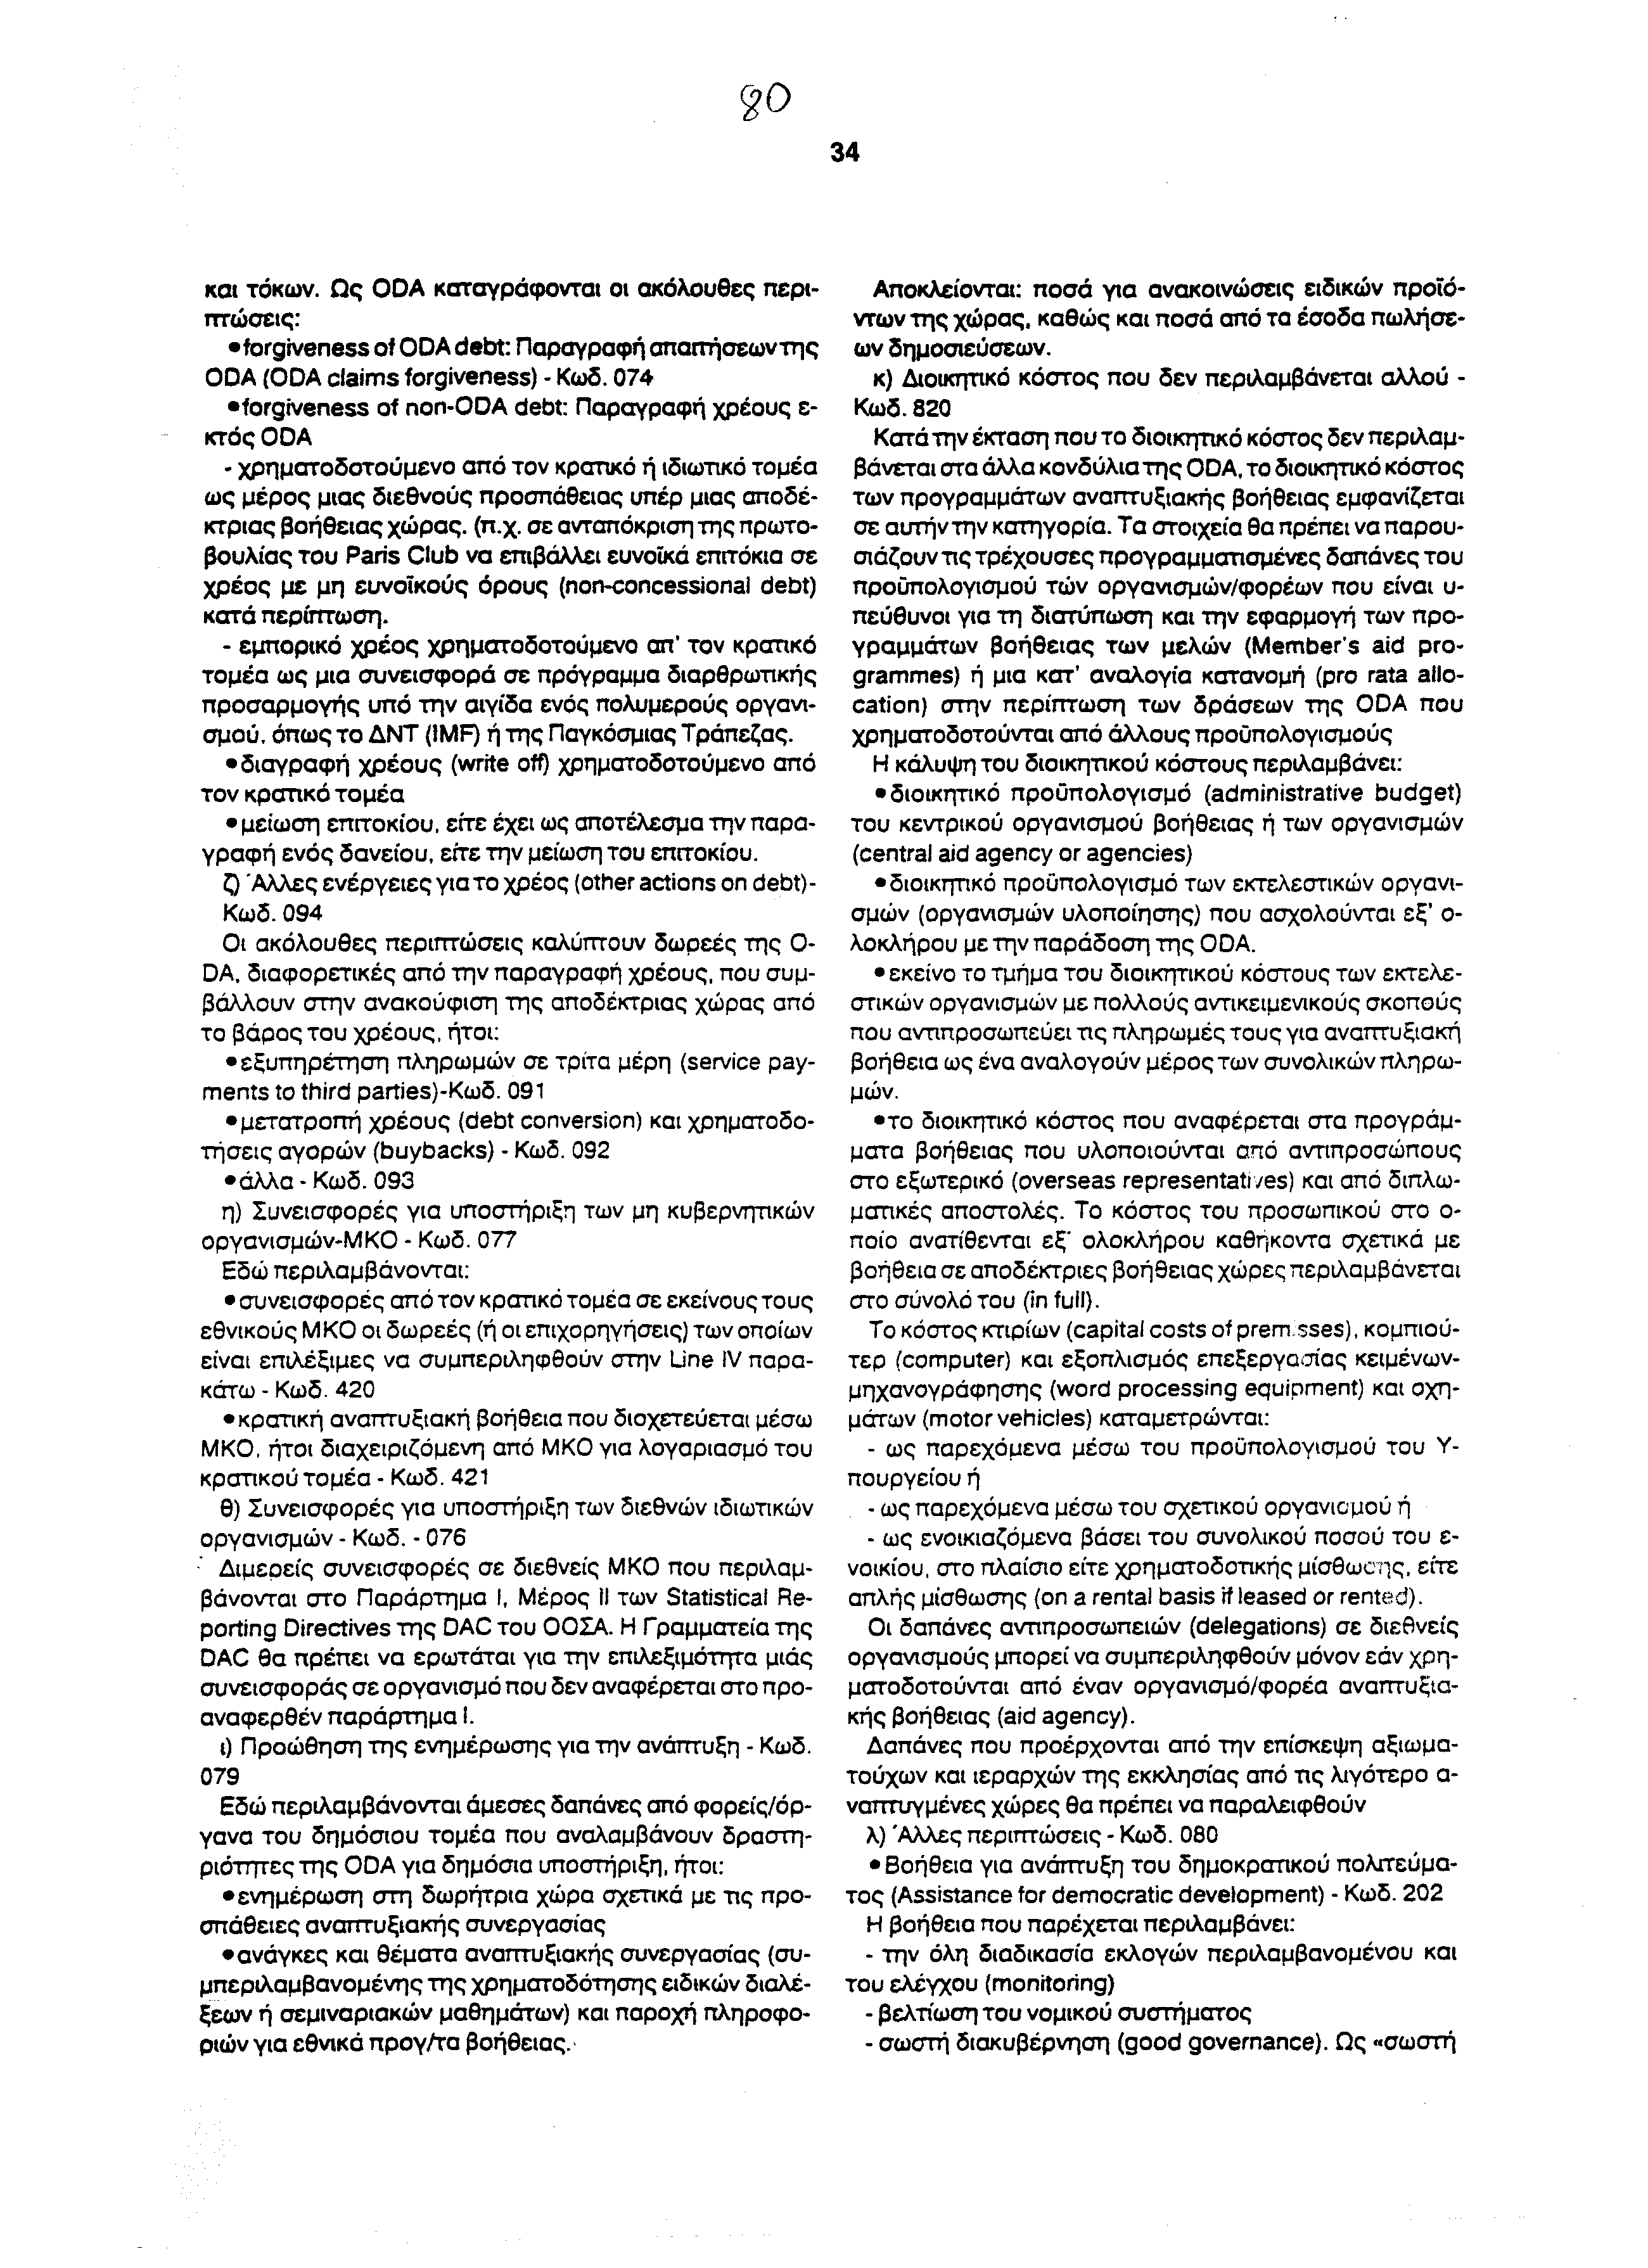 80
34
και τόκων. Ως ODA καταγράφονται οι ακόλουθες περι-
πτώσεις:
•forgiveness of ODA debt: Παραγραφή απαιτήσεων της
ODA (ODA claims forgiveness) - Κωδ. 074
•forgiveness of non-ODA debt: Παραγραφή χρέους ε-
κτός ODA
- χρηματοδοτούμενο από τον κρατικό ή ιδιωτικό τομέα
ως μέρος μιας διεθνούς προσπάθειας υπέρ μιας αποδέ-
κτριας βοήθειας χώρας. (π.χ. σε ανταπόκριση της πρωτο-
βουλίας του Paris Club να επιβάλλει ευνοϊκά επιτόκια σε
χρέος με μη ευνοϊκούς όρους (non-concessional debt)
κατά περίπτωση.
- εμπορικό χρέος χρηματοδοτούμενο απ' τον κρατικό
τομέα ως μια συνεισφορά σε πρόγραμμα διαρθρωτικής
προσαρμογής υπό την αιγίδα ενός πολυμερούς οργανι-
σμού, όπως το ΔΝΤ (IMF) ή της Παγκόσμιας Τράπεζας.
•διαγραφή χρέους (write off) χρηματοδοτούμενο από
τον κρατικό τομέα
•μείωση επιτοκίου, είτε έχει ως αποτέλεσμα την παρα-
γραφή ενός δανείου, είτε την μείωση του επιτοκίου.
ζ) Άλλες ενέργειες για το χρέος (other actions on debt)-
Κωδ. 094
Οι ακόλουθες περιπτώσεις καλύπτουν δωρεές της Ο-
DA, διαφορετικές από την παραγραφή χρέους, που συμ-
βάλλουν στην ανακούφιση της αποδέκτριας χώρας από
το βάρος του χρέους, ήτοι:
•εξυπηρέτηση πληρωμών σε τρίτα μέρη (service pay-
ments to third parties)-Κωδ. 091
•μετατροπή χρέους (debt conversion) και χρηματοδο-
τήσεις αγορών (buybacks) - Κωδ. 092
•άλλα - Κωδ. 093
η) Συνεισφορές για υποστήριξη των μη κυβερνητικών
οργανισμών-ΜΚΟ - Κωδ. 077
Εδώ περιλαμβάνονται:
•συνεισφορές από τον κρατικό τομέα σε εκείνους τους
εθνικούς ΜΚΟ οι δωρεές (ή οι επιχορηγήσεις) των οποίων
είναι επιλέξιμες να συμπεριληφθούν στην Line IV παρα-
κάτω - Κωδ. 420
•κρατική αναπτυξιακή βοήθεια που διοχετεύεται μέσω
ΜΚΟ, ήτοι διαχειριζόμενη από ΜΚΟ για λογαριασμό του
κρατικού τομέα - Κωδ. 421
θ) Συνεισφορές για υποστήριξη των διεθνών ιδιωτικών
οργανισμών - Κωδ. - 076
Διμερείς συνεισφορές σε διεθνείς ΜΚΟ που περιλαμ-
βάνονται στο Παράρτημα Ι, Μέρος ΙΙ των Statistical Re-
porting Directives της DAC του ΟΟΣΑ. Η Γραμματεία της
DAC θα πρέπει να ερωτάται για την επιλεξιμότητα μιάς
συνεισφοράς σε οργανισμό που δεν αναφέρεται στο προ-
αναφερθέν παράρτημα Ι.
ι) Προώθηση της ενημέρωσης για την ανάπτυξη - Κωδ.
079
Εδώ περιλαμβάνονται άμεσες δαπάνες από φορείς/όρ-
γανα του δημόσιου τομέα που αναλαμβάνουν δραστη-
ριότητες της ODA για δημόσια υποστήριξη, ήτοι:
•ενημέρωση στη δωρήτρια χώρα σχετικά με τις προ-
σπάθειες αναπτυξιακής συνεργασίας
•ανάγκες και θέματα αναπτυξιακής συνεργασίας (συ-
μπεριλαμβανομένης της χρηματοδότησης ειδικών διαλέ-
ξεων ή σεμιναριακών μαθημάτων) και παροχή πληροφο-
ριών για εθνικά προγ/τα βοήθειας.
Αποκλείονται: ποσά για ανακοινώσεις ειδικών προϊό-
ντων της χώρας, καθώς και ποσά από τα έσοδα πωλήσε-
ων δημοσιεύσεων.
κ) Διοικητικό κόστος που δεν περιλαμβάνεται αλλού -
Κωδ. 820
Κατά την έκταση που το διοικητικό κόστος δεν περιλαμ-
βάνεται στα άλλα κονδύλια της ODA, το διοικητικό κόστος
των προγραμμάτων αναπτυξιακής βοήθειας εμφανίζεται
σε αυτήν την κατηγορία. Τα στοιχεία θα πρέπει να παρου-
σιάζουν τις τρέχουσες προγραμματισμένες δαπάνες του
προϋπολογισμού τών οργανισμών/φορέων που είναι υ-
πεύθυνοι για τη διατύπωση και την εφαρμογή των προ-
γραμμάτων βοήθειας των μελών (Member's aid pro-
grammes) ή μια κατ' αναλογία κατανομή (pro rata allo-
cation) στην περίπτωση των δράσεων της ODA που
χρηματοδοτούνται από άλλους προϋπολογισμούς
Η κάλυψη του διοικητικού κόστους περιλαμβάνει:
•διοικητικό προϋπολογισμό (administrative budget)
του κεντρικού οργανισμού βοήθειας ή των οργανισμών
(central aid agency or agencies)
•διοικητικό προϋπολογισμό των εκτελεστικών οργανι-
σμών (οργανισμών υλοποίησης) που ασχολούνται εξ' ο-
λοκλήρου με την παράδοση της ODA.
•εκείνο το τμήμα του διοικητικού κόστους των εκτελε-
στικών οργανισμών με πολλούς αντικειμενικούς σκοπούς
που αντιπροσωπεύει τις πληρωμές τους για αναπτυξιακή
βοήθεια ως ένα αναλογούν μέρος των συνολικών πληρω-
μών.
•το διοικητικό κόστος που αναφέρεται στα προγράμ-
ματα βοήθειας που υλοποιούνται από αντιπροσώπους
στο εξωτερικό (overseas representatives) και από διπλω-
ματικές αποστολές. Το κόστος του προσωπικού στο ο-
ποίο ανατίθενται εξ' ολοκλήρου καθήκοντα σχετικά με
βοήθεια σε αποδέκτριες βοήθειας χώρες περιλαμβάνεται
στο σύνολό του (in full).
Το κόστος κτιρίων (capital costs of premisses), κομπιού-
τερ (computer) και εξοπλισμός επεξεργασίας κειμένων-
μηχανογράφησης (word processing equipment) και οχη-
μάτων (motor vehicles) καταμετρώνται:
- ως παρεχόμενα μέσω του προϋπολογισμού του Υ-
πουργείου ή
- ως παρεχόμενα μέσω του σχετικού οργανισμού ή
- ως ενοικιαζόμενα βάσει του συνολικού ποσού του ε-
νοικίου, στο πλαίσιο είτε χρηματοδοτικής μίσθωσης, είτε
απλής μίσθωσης (on a rental basis if leased or rented).
Οι δαπάνες αντιπροσωπειών (delegations) σε διεθνείς
οργανισμούς μπορεί να συμπεριληφθούν μόνον εάν χρη-
ματοδοτούνται από έναν οργανισμό/φορέα αναπτυξια-
κής βοήθειας (aid agency).
Δαπάνες που προέρχονται από την επίσκεψη αξιωμα-
τούχων και ιεραρχών της εκκλησίας από τις λιγότερο α-
ναπτυγμένες χώρες θα πρέπει να παραλειφθούν
λ) Άλλες περιπτώσεις - Κωδ. 080
•Βοήθεια για ανάπτυξη του δημοκρατικού πολιτεύμα-
τος (Assistance for democratic development) - Κωδ. 202
Η βοήθεια που παρέχεται περιλαμβάνει:
- την όλη διαδικασία εκλογών περιλαμβανομένου και
του ελέγχου (monitoring)
- βελτίωση του νομικού συστήματος
- σωστή διακυβέρνηση (good governance). Ως «σωστή